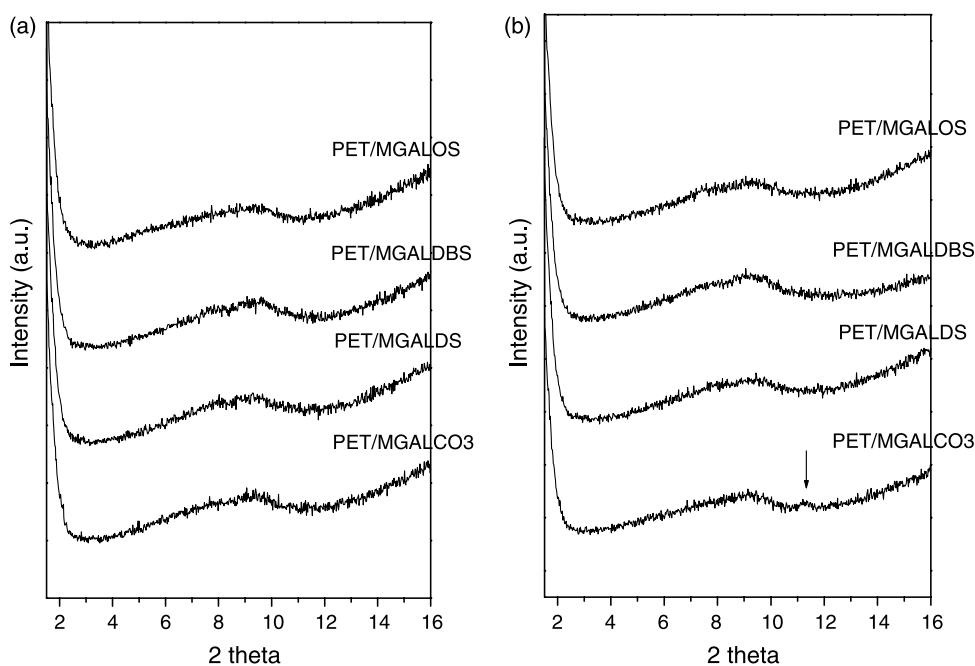 (a)
PET/MGALOS
PET/MGALDBS
PET/MGALDS
PET/MGALCO3
Intensity (a.u.)
2 4 6 8 10 12 14 16
2 theta
(b)
PET/MGALOS
PET/MGALDBS
PET/MGALDS
PET/MGALCO3
Intensity (a.u.)
2 4 6 8 10 12 14 16
2 theta